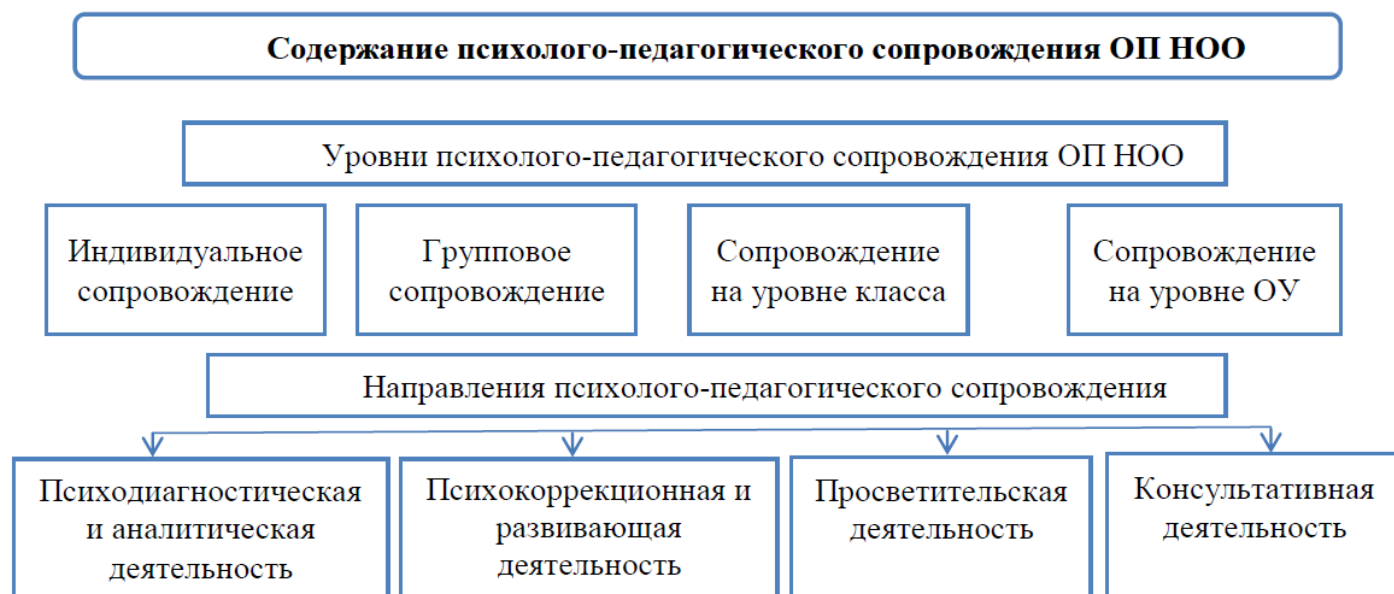 Содержание психолого-педагогического сопровождения ОП НОО
Уровни психолого-педагогического сопровождения ОП НОО
Индивидуальное
сопровождение
Групповое
сопровождение
Сопровождение
на уровне класса
Сопровождение
на уровне ОУ
Направления психолого-педагогического сопровождения
Психодиагностическая
и аналитическая
деятельность
Психокоррекционная и
развивающая
деятельность
Просветительская
деятельность
Консультативная
деятельность